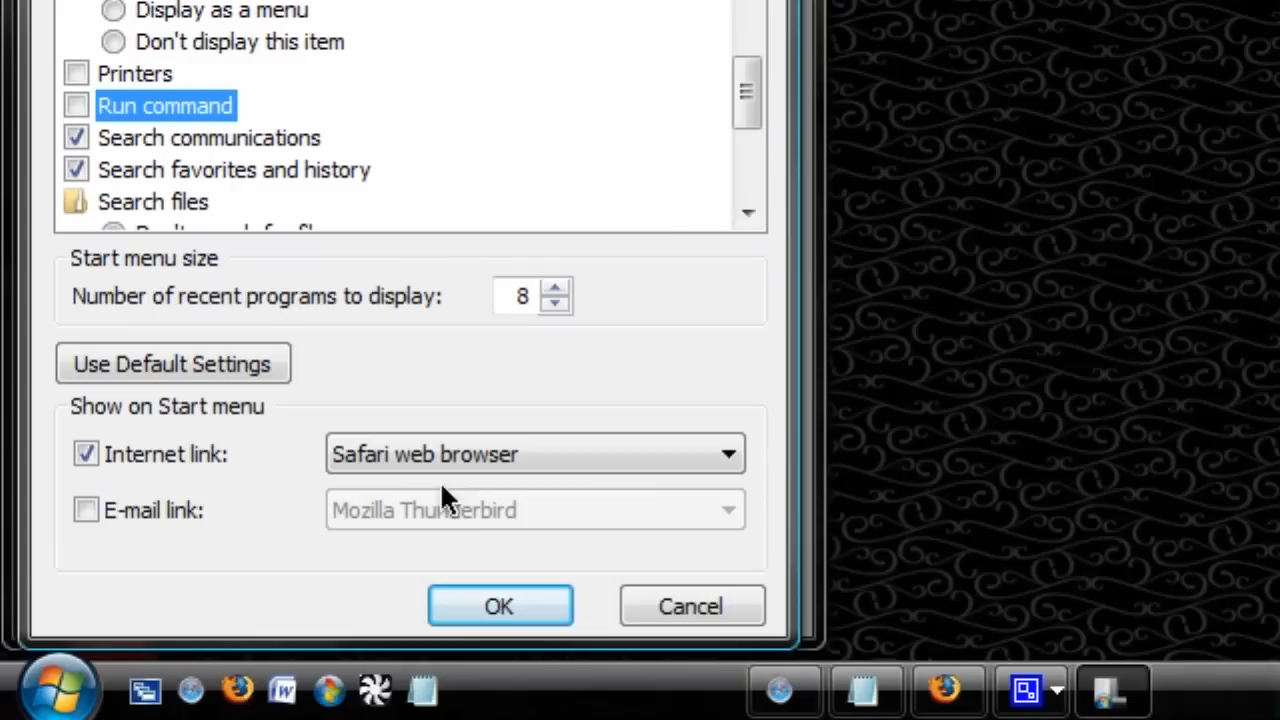 Display as a menu
Don't display this item
Printers
Run command
Search communications
Search favorites and history
Search files
Start menu size
Number of recent programs to display: 8
Use Default Settings
Show on Start menu
Internet link: Safari web browser
E-mail link: Mozilla Thunderbird
OK Cancel